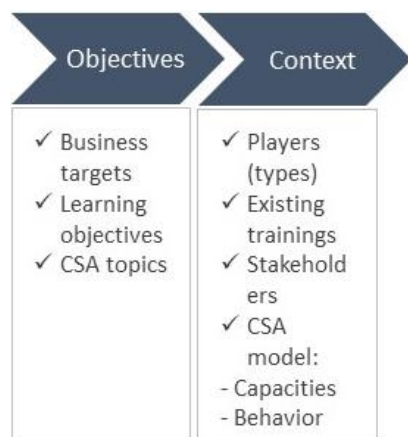 Objectives
✓ Business
targets
✓ Learning
objectives
✓ CSA topics
Context
✓ Players
(types)
✓ Existing
trainings
✓ Stakehold
ers
✓ CSA
model:
- Capacities
- Behavior